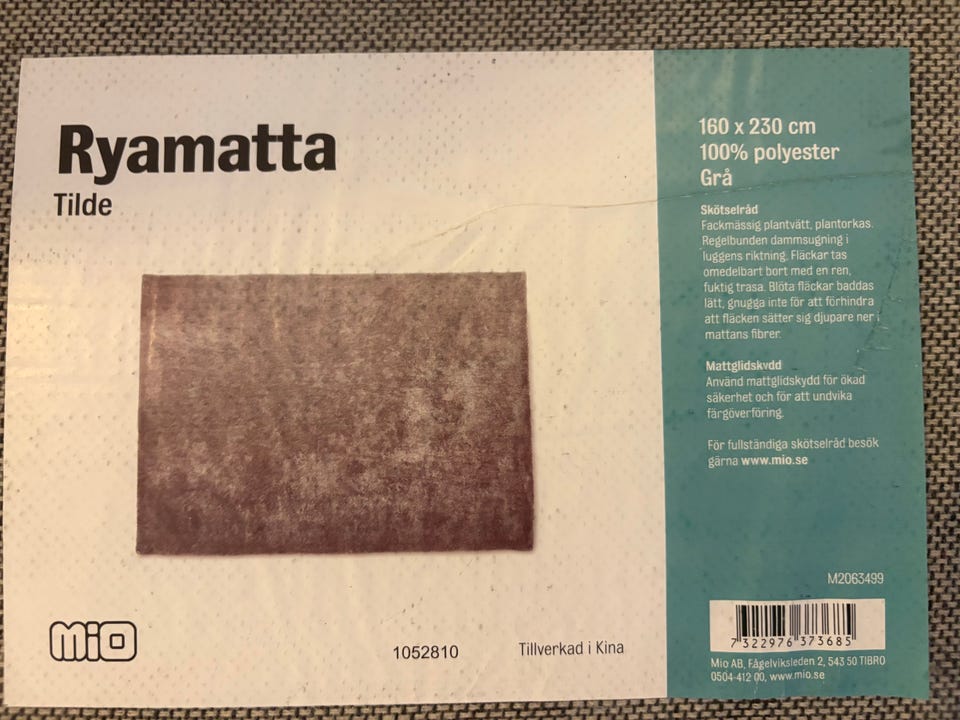 Ryamatta
Tilde
160 x 230 cm
100% polyester
Grå
Skötselråd
Fackmässig plantvätt, plantorkas.
Regelbunden dammsugning i
luggens riktning. Fläckar tas
omedelbart bort med en ren,
fuktig trasa. Blöta fläckar baddas
lätt, gnugga inte för att förhindra
att fläcken sätter sig djupare ner i
mattans fibrer.
Mattglidskydd
Använd mattglidskydd för ökad
säkerhet och för att undvika
färgöverföring.
För fullständiga skötselråd besök
gärna www.mio.se
M2063499
7 322976 373685
Mio AB, Fågelviksleden 2, 543 50 TIBRO
0504-412 00, www.mio.se
MiO
1052810
Tillverkad i Kina